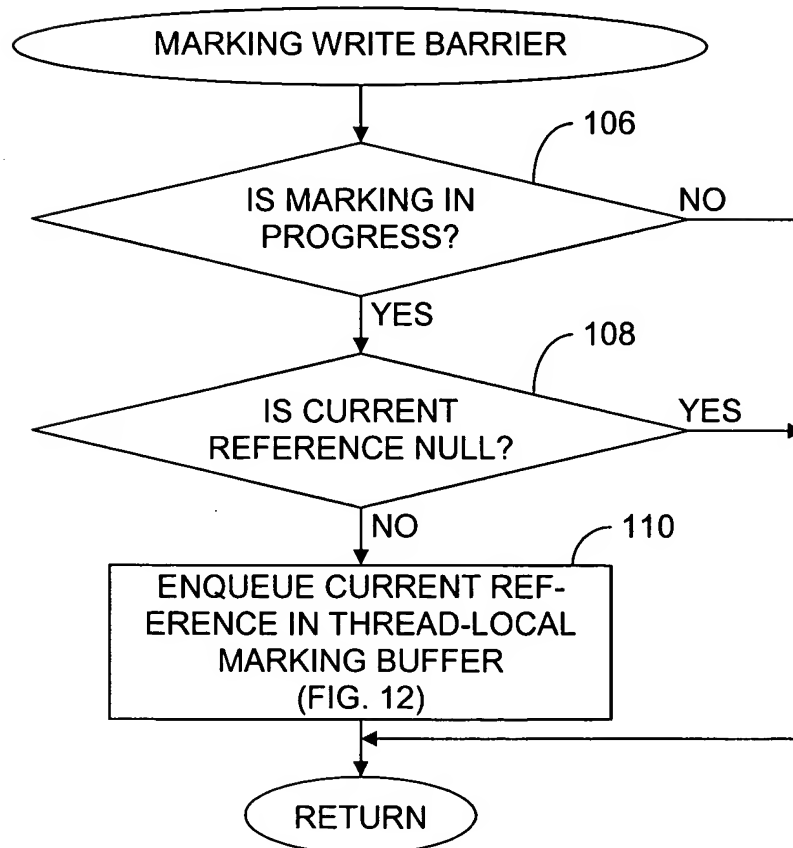 MARKING WRITE BARRIER
106
IS MARKING IN
PROGRESS?
NO
YES
108
IS CURRENT
REFERENCE NULL?
YES
NO
110
ENQUEUE CURRENT REF-
ERENCE IN THREAD-LOCAL
MARKING BUFFER
(FIG. 12)
RETURN